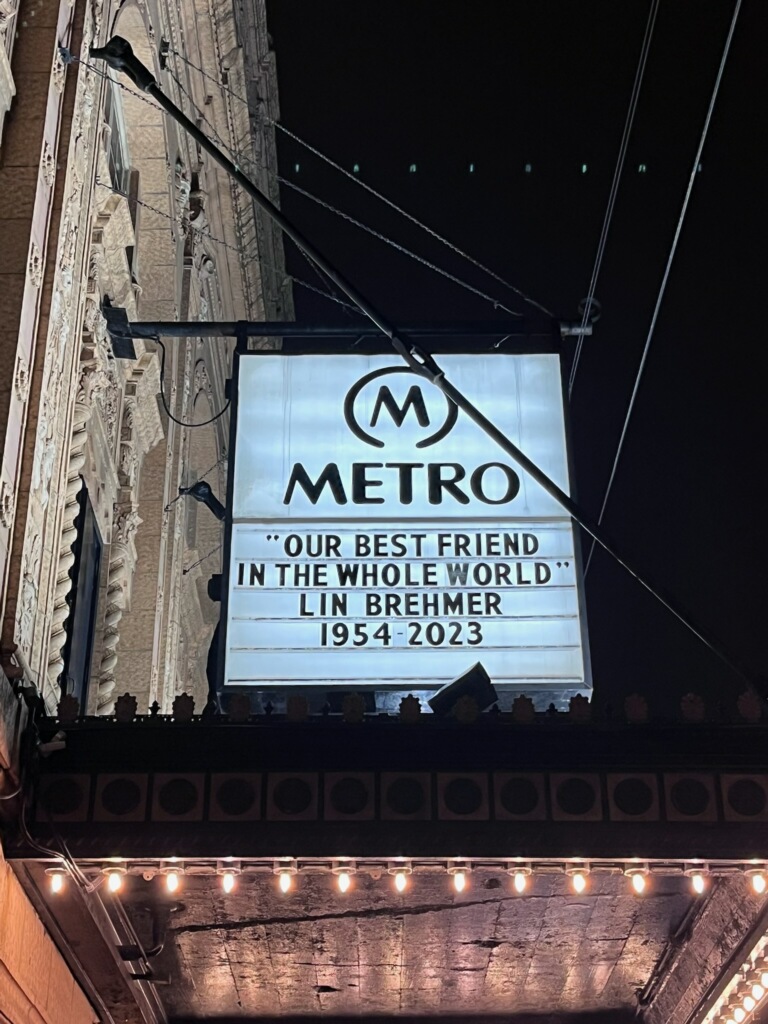 M
METRO
"OUR BEST FRIEND
IN THE WHOLE WORLD"
LIN BREHMER
1954-2023